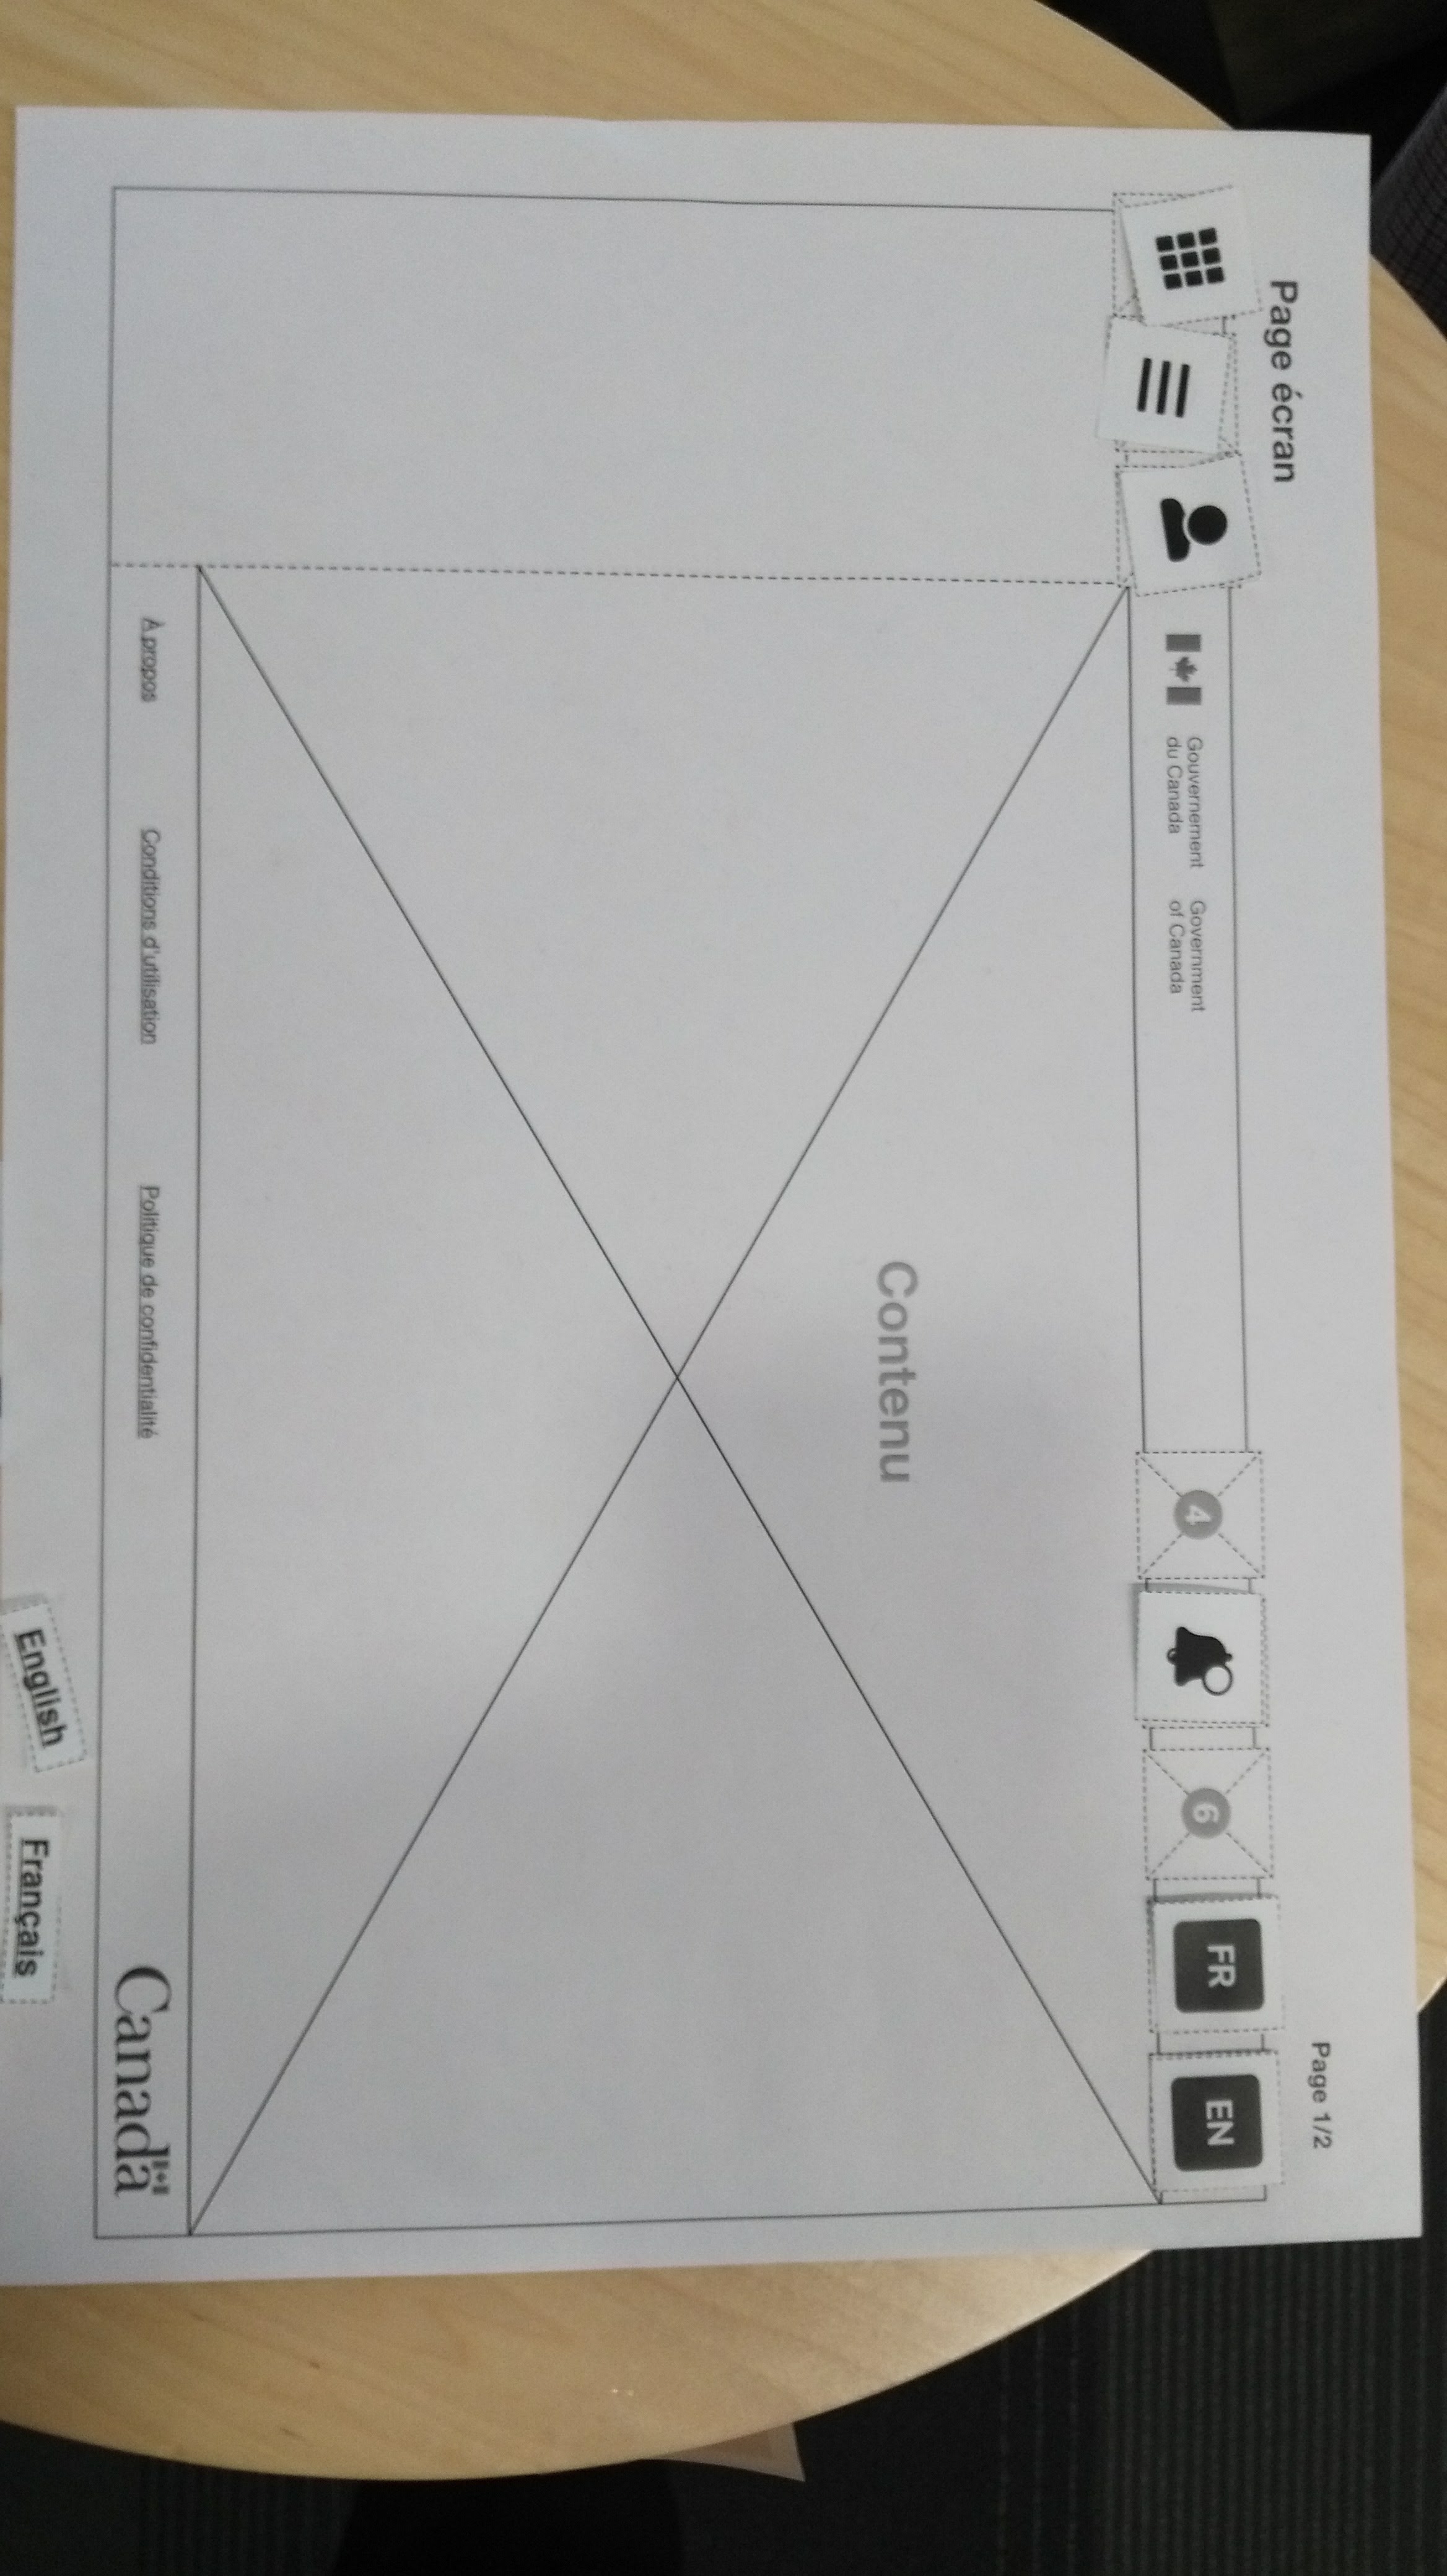 Page 1/2
Page écran
Gouvernement
du Canada
Government
of Canada
4
6
FR
EN
Contenu
À propos
Conditions d'utilisation
Politique de confidentialité
Canada
English
Français